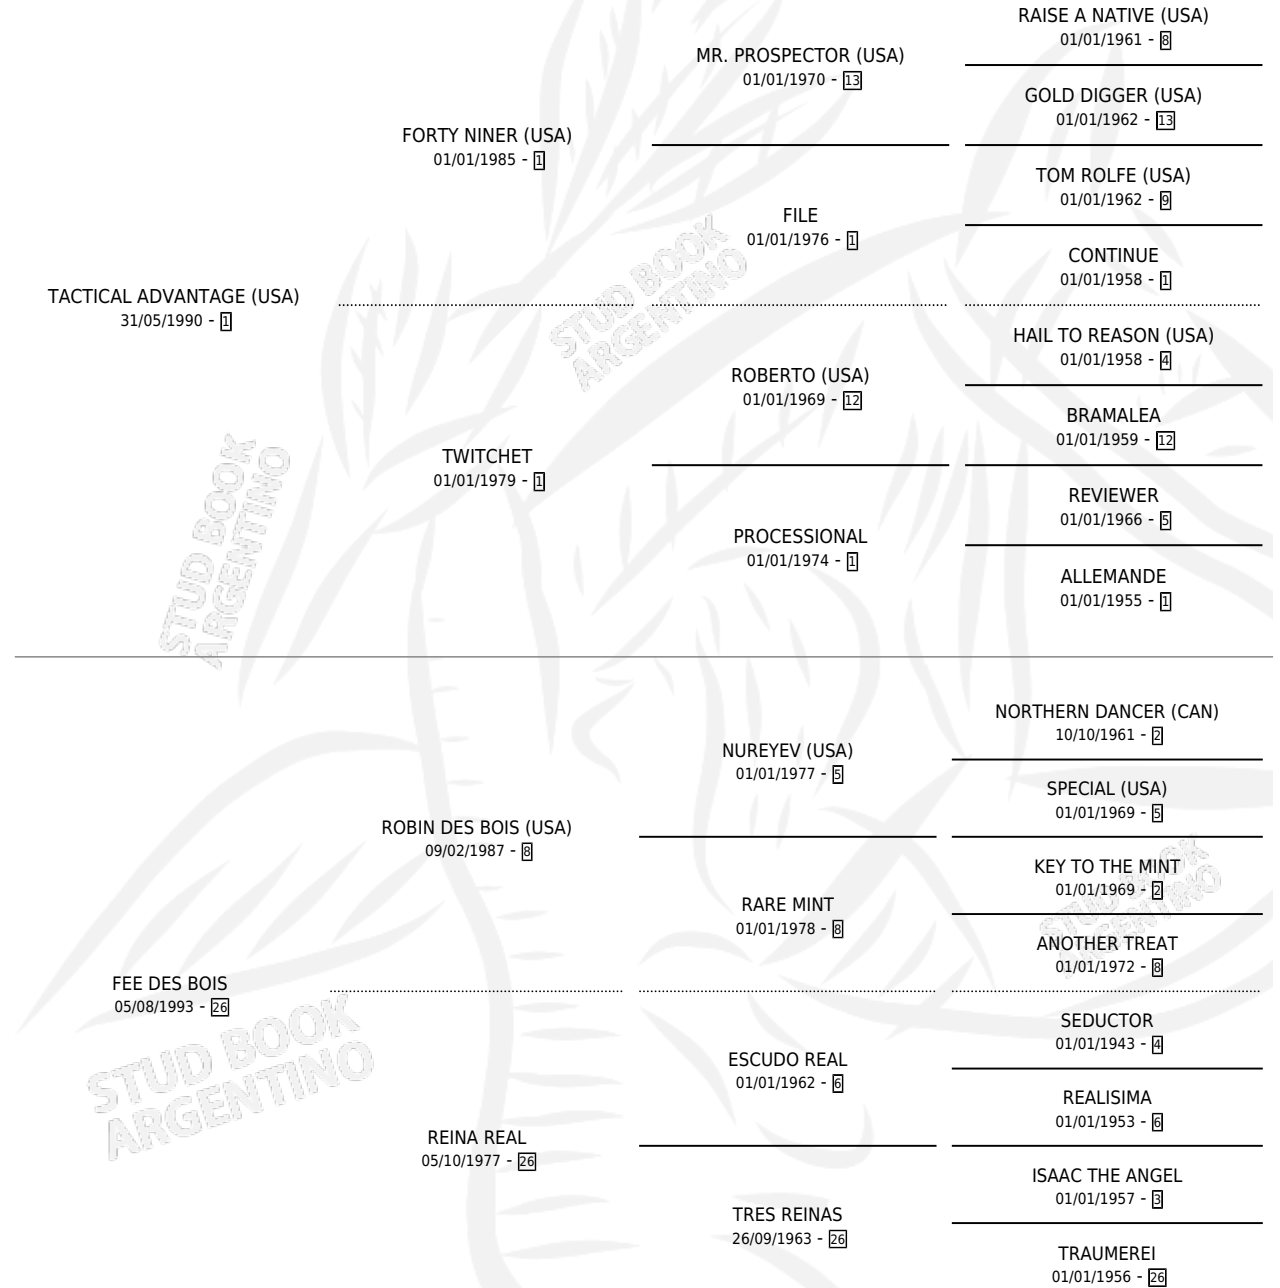 RAISE A NATIVE (USA)
01/01/1961 - 8
MR. PROSPECTOR (USA)
01/01/1970 - 13
GOLD DIGGER (USA)
01/01/1962 - 13
FORTY NINER (USA)
01/01/1985 - 1
TOM ROLFE (USA)
01/01/1962 - 9
FILE
01/01/1976 - 1
CONTINUE
01/01/1958 - 1
TACTICAL ADVANTAGE (USA)
31/05/1990 - 1
HAIL TO REASON (USA)
01/01/1958 - 4
ROBERTO (USA)
01/01/1969 - 12
BRAMALEA
01/01/1959 - 12
TWITCHET
01/01/1979 - 1
REVIEWER
01/01/1966 - 5
PROCESSIONAL
01/01/1974 - 1
ALLEMANDE
01/01/1955 - 1
STUD BOOK
ARGENTINO
STUD BOOK
ARGENTINO
NORTHERN DANCER (CAN)
10/10/1961 - 2
NUREYEV (USA)
01/01/1977 - 5
SPECIAL (USA)
01/01/1969 - 5
ROBIN DES BOIS (USA)
09/02/1987 - 8
KEY TO THE MINT
01/01/1969 - 2
RARE MINT
01/01/1978 - 8
ANOTHER TREAT
01/01/1972 - 8
STUD BOOK
ARGENTINO
FEE DES BOIS
05/08/1993 - 26
SEDUCTOR
01/01/1943 - 4
ESCUDO REAL
01/01/1962 - 6
REALISIMA
01/01/1953 - 6
STUD BOOK
ARGENTINO
REINA REAL
05/10/1977 - 26
ISAAC THE ANGEL
01/01/1957 - 3
TRES REINAS
26/09/1963 - 26
TRAUMEREI
01/01/1956 - 26